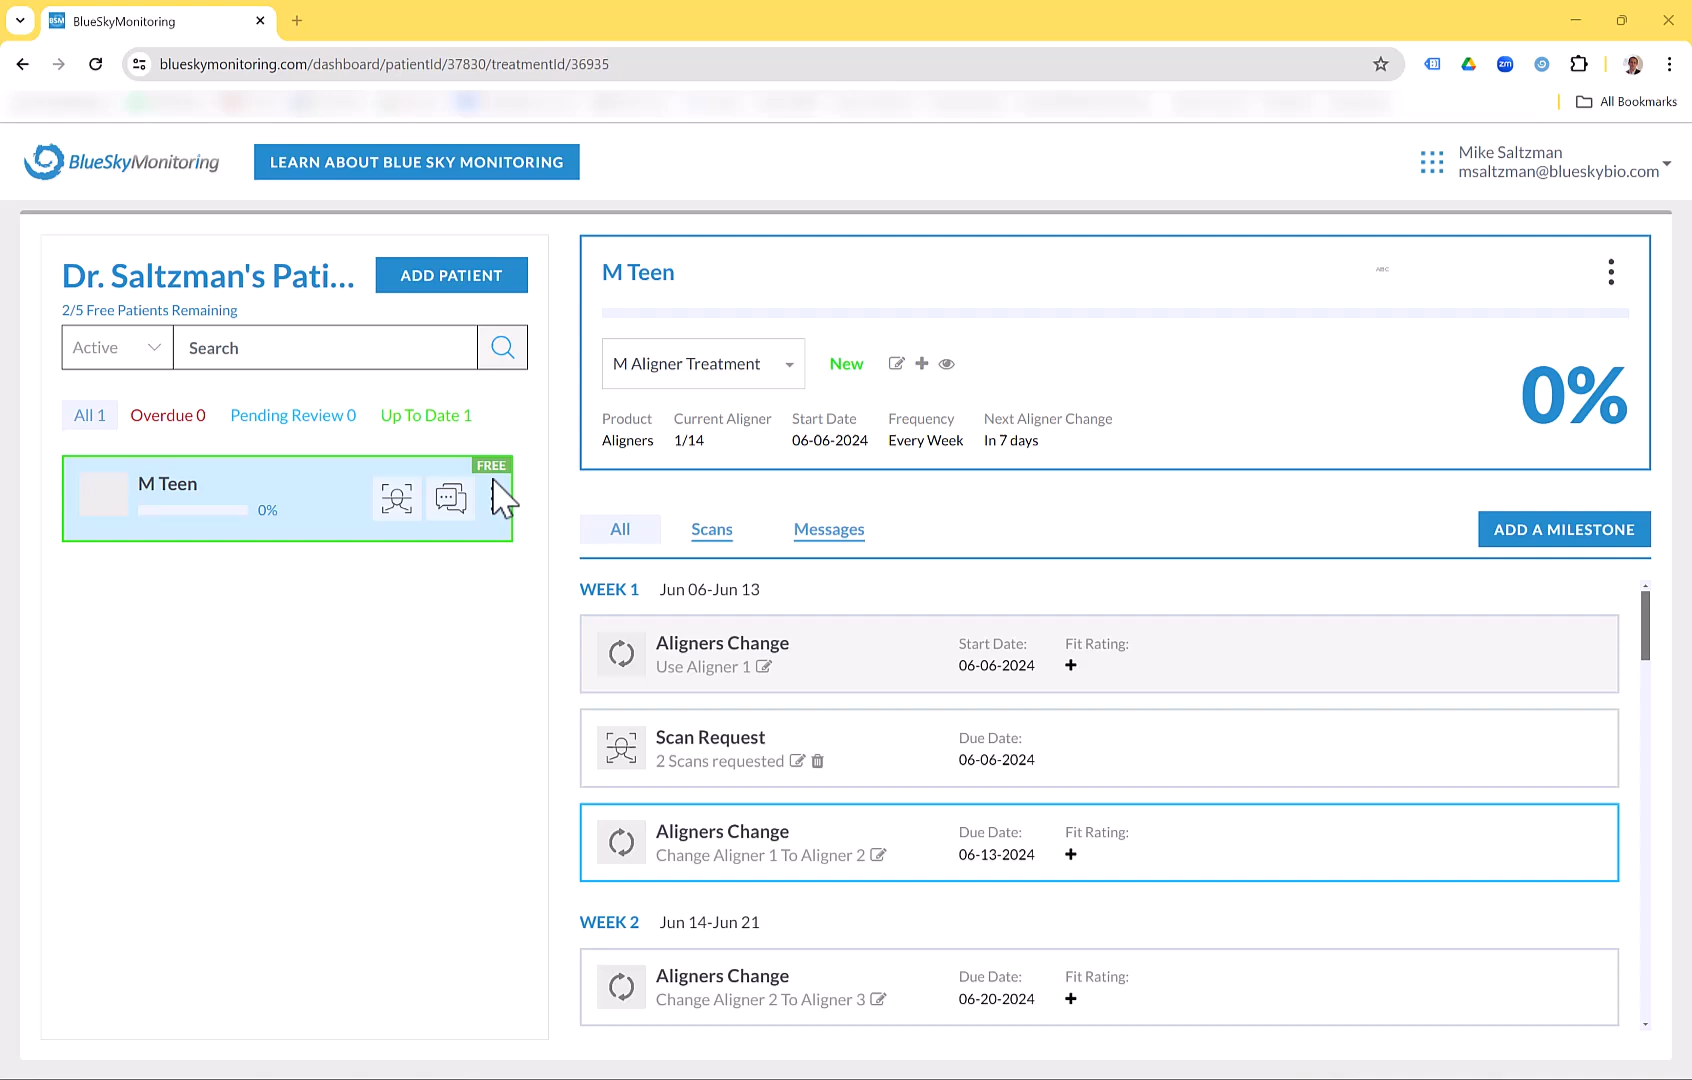 BSM BlueSkyMonitoring
blueskymonitoring.com/dashboard/patientId/37830/treatmentId/36935
zm
All Bookmarks
BlueSkyMonitoring
LEARN ABOUT BLUE SKY MONITORING
Mike Saltzman
msaltzman@blueskybio.com
Dr. Saltzman's Pati...
ADD PATIENT
2/5 Free Patients Remaining
Active
Search
All 1
Overdue 0
Pending Review 0
Up To Date 1
FREE
M Teen
0%
M Teen
ABC
M Aligner Treatment
New
0%
Product Current Aligner Start Date Frequency Next Aligner Change
Aligners 1/14 06-06-2024 Every Week In 7 days
All Scans Messages
ADD A MILESTONE
WEEK 1 Jun 06-Jun 13
Aligners Change Start Date: Fit Rating:
Use Aligner 1 06-06-2024
Scan Request Due Date:
2 Scans requested 06-06-2024
Aligners Change Due Date: Fit Rating:
Change Aligner 1 To Aligner 2 06-13-2024
WEEK 2 Jun 14-Jun 21
Aligners Change Due Date: Fit Rating:
Change Aligner 2 To Aligner 3 06-20-2024